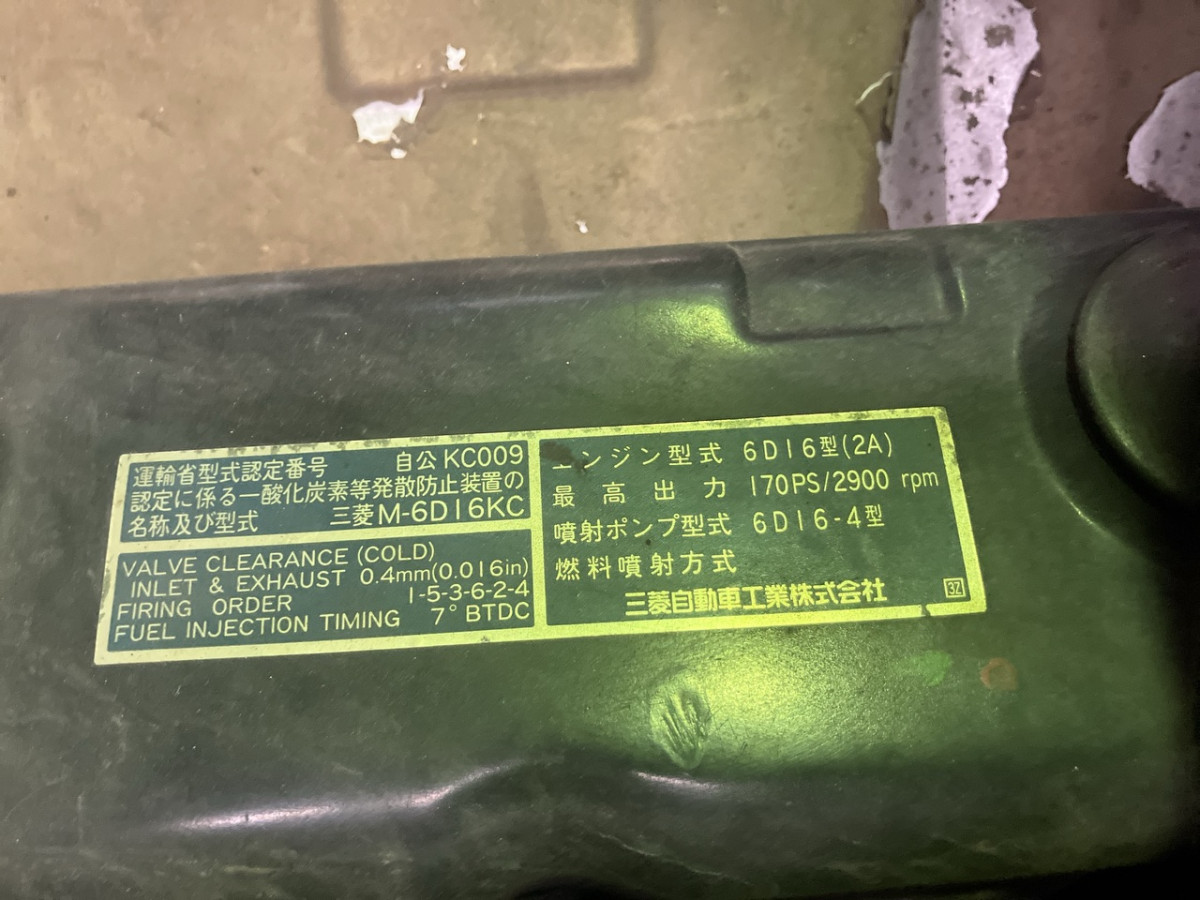 運輸省型式認定番号 自公KC009
認定に係る一酸化炭素等発散防止装置の
名称及び型式 三菱M-6D16KC
VALVE CLEARANCE (COLD)
INLET & EXHAUST 0.4mm(0.016in)
FIRING ORDER 1-5-3-6-2-4
FUEL INJECTION TIMING 7° BTDC
エンジン型式 6D16型(2A)
最高出力 170PS/2900 rpm
噴射ポンプ型式 6D16-4型
燃料噴射方式
三菱自動車工業株式会社